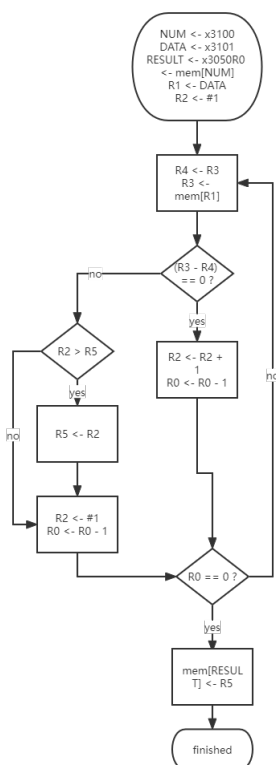 NUM <- x3100
DATA <- x3101
RESULT <- x3050R0
<- mem[NUM]
R1 <- DATA
R2 <- #1
R4 <- R3
R3 <-
mem[R1]
(R3 - R4)
== 0 ?
no
yes
R2 > R5
R2 <- R2 +
1
R0 <- R0 - 1
no
yes
R5 <- R2
no
R2 <- #1
R0 <- R0 - 1
R0 == 0 ?
yes
mem[RESUL
T] <- R5
finished